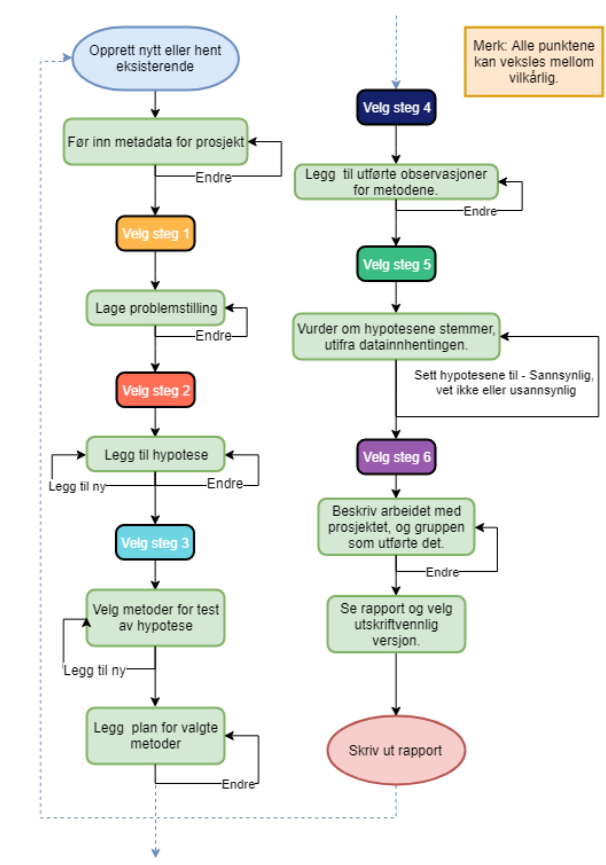 Opprett nytt eller hent
eksisterende
Før inn metadata for prosjekt
Endre
Velg steg 1
Lage problemstilling
Endre
Velg steg 2
Legg til hypotese
Legg til ny
Endre
Velg steg 3
Velg metoder for test
av hypotese
Legg til ny
Legg plan for valgte
metoder
Endre
Merk: Alle punktene
kan veksles mellom
vilkårlig.
Velg steg 4
Legg til utførte observasjoner
for metodene.
Endre
Velg steg 5
Vurder om hypotesene stemmer,
utifra datainnhentingen.
Sett hypotesene til - Sannsynlig,
vet ikke eller usannsynlig
Velg steg 6
Beskriv arbeidet med
prosjektet, og gruppen
som utførte det.
Endre
Se rapport og velg
utskriftvennlig
versjon.
Skriv ut rapport